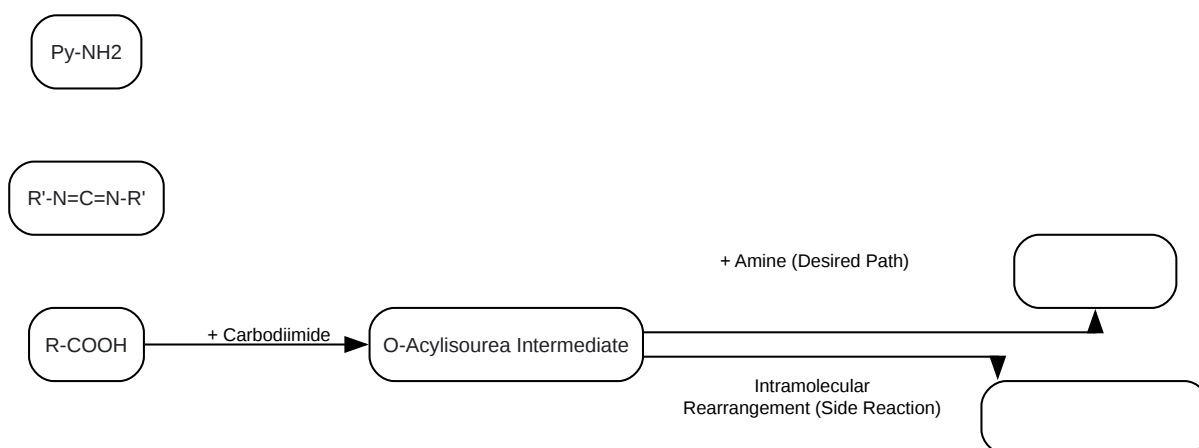 Py-NH2
R'-N=C=N-R'
+ Amine (Desired Path)
R-COOH
+ Carbodiimide
O-Acylisourea Intermediate
Intramolecular
Rearrangement (Side Reaction)